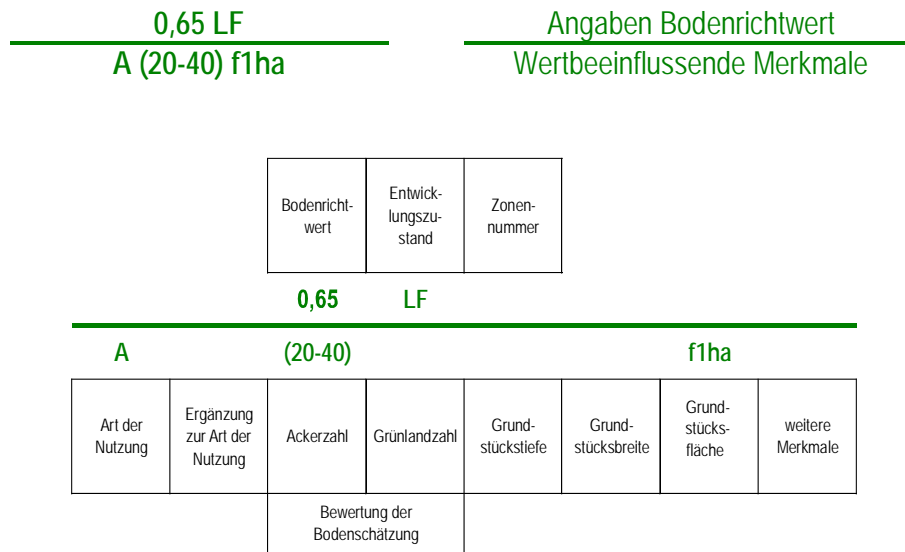 0,65 LF
Angaben Bodenrichtwert
A (20-40) f1ha
Wertbeeinflussende Merkmale
Bodenricht-
wert
Entwick-
lungszu-
stand
Zonen-
nummer
0,65 LF
A (20-40) f1ha
Art der
Nutzung
Ergänzung
zur Art der
Nutzung
Ackerzahl
Grünlandzahl
Grund-
stückstiefe
Grund-
stücksbreite
Grund-
stücks-
fläche
weitere
Merkmale
Bewertung der
Bodenschätzung